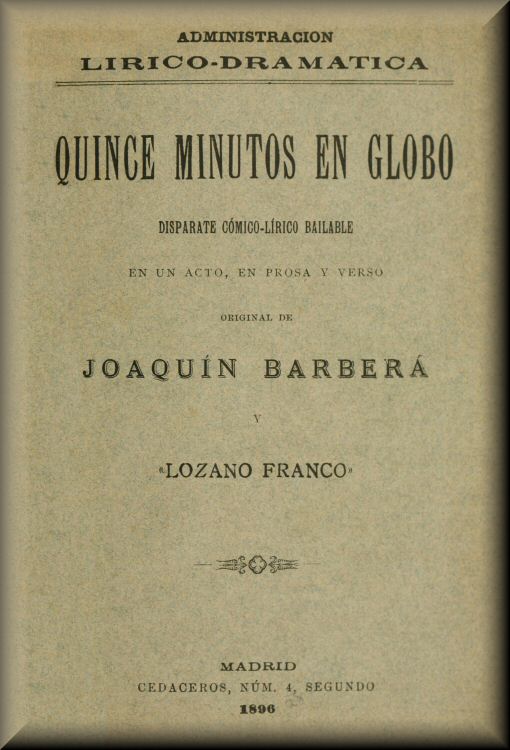 ADMINISTRACION
LIRICO-DRAMATICA
QUINCE MINUTOS EN GLOBO
DISPARATE CÓMICO-LÍRICO BAILABLE
EN UN ACTO, EN PROSA Y VERSO
ORIGINAL DE
JOAQUÍN BARBERÁ
Y
«LOZANO FRANCO»
MADRID
CEDACEROS, NÚM. 4, SEGUNDO
1896